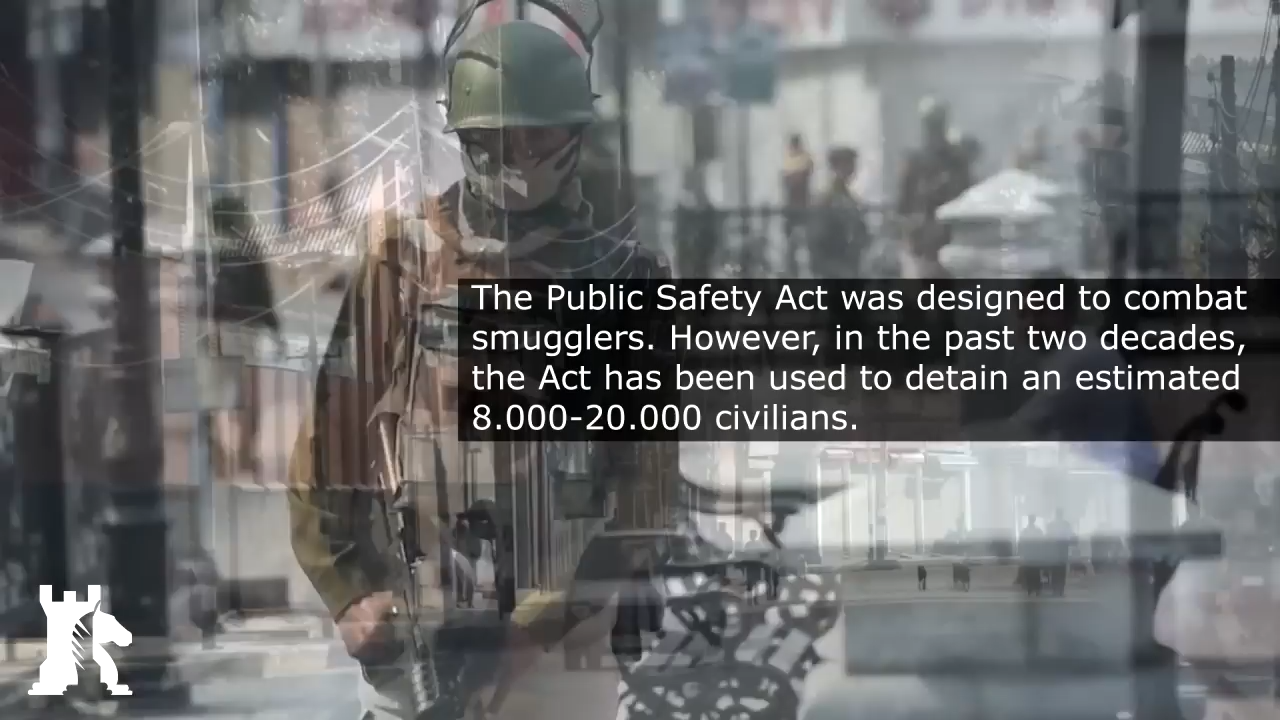 The Public Safety Act was designed to combat
smugglers. However, in the past two decades,
the Act has been used to detain an estimated
8.000-20.000 civilians.